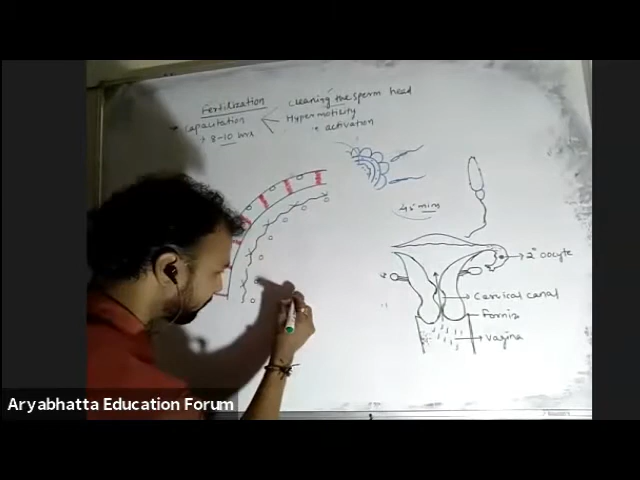 Fertilization
Capacitation
→ 8-10 hrs
Cleaning the sperm head
Hypermotility
activation
45 min
2° oocyte
Cervical canal
Fornix
Vagina
Aryabhatta Education Forum